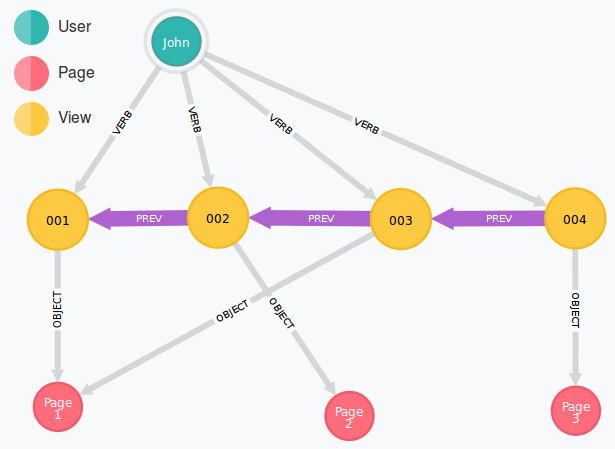 User
John
Page
View
VERB
VERB
VERB
VERB
001
PREV
002
PREV
003
PREV
004
OBJECT
OBJECT
OBJECT
OBJECT
Page
1
Page
2
Page
3